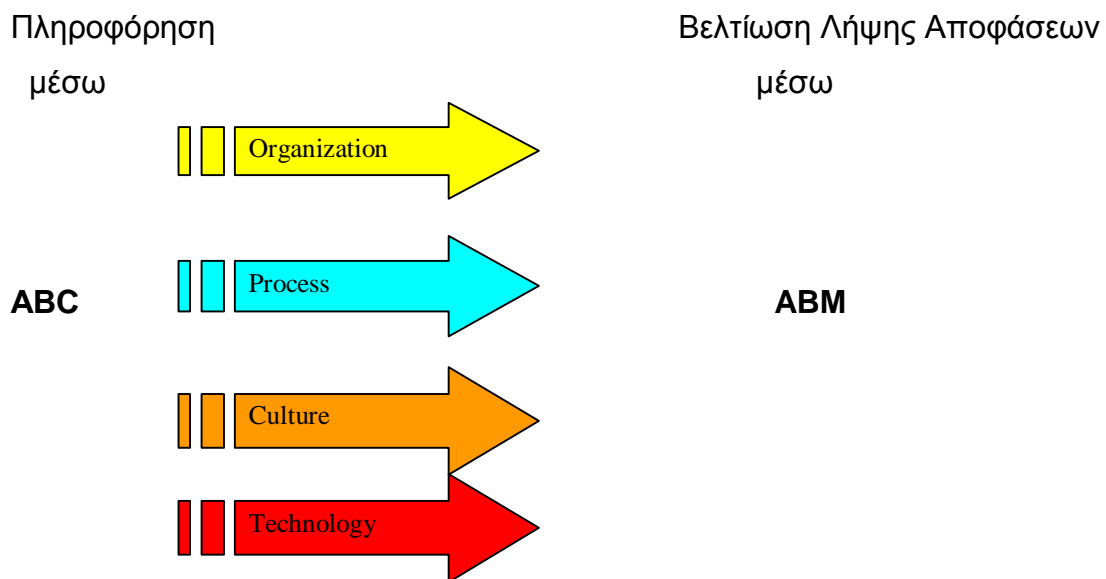 Πληροφόρηση Βελτίωση Λήψης Αποφάσεων
μέσω μέσω
Organization
Process
ABC ABM
Culture
Technology